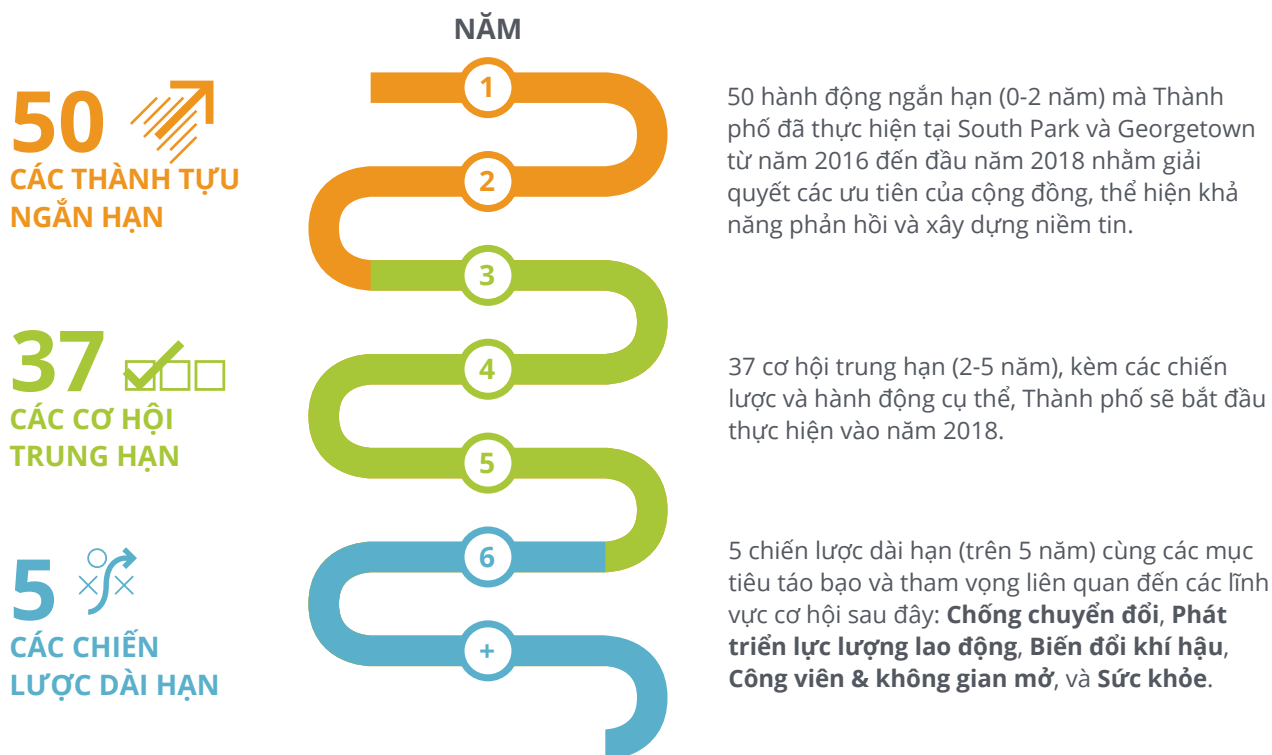 NĂM
1
2
3
4
5
6
+
50
CÁC THÀNH TỰU
NGẮN HẠN
50 hành động ngắn hạn (0-2 năm) mà Thành
phố đã thực hiện tại South Park và Georgetown
từ năm 2016 đến đầu năm 2018 nhằm giải
quyết các ưu tiên của cộng đồng, thể hiện khả
năng phản hồi và xây dựng niềm tin.
37
CÁC CƠ HỘI
TRUNG HẠN
37 cơ hội trung hạn (2-5 năm), kèm các chiến
lược và hành động cụ thể, Thành phố sẽ bắt đầu
thực hiện vào năm 2018.
5
CÁC CHIẾN
LƯỢC DÀI HẠN
5 chiến lược dài hạn (trên 5 năm) cùng các mục
tiêu táo bạo và tham vọng liên quan đến các lĩnh
vực cơ hội sau đây: Chống chuyển đổi, Phát
triển lực lượng lao động, Biến đổi khí hậu,
Công viên & không gian mở, và Sức khỏe.